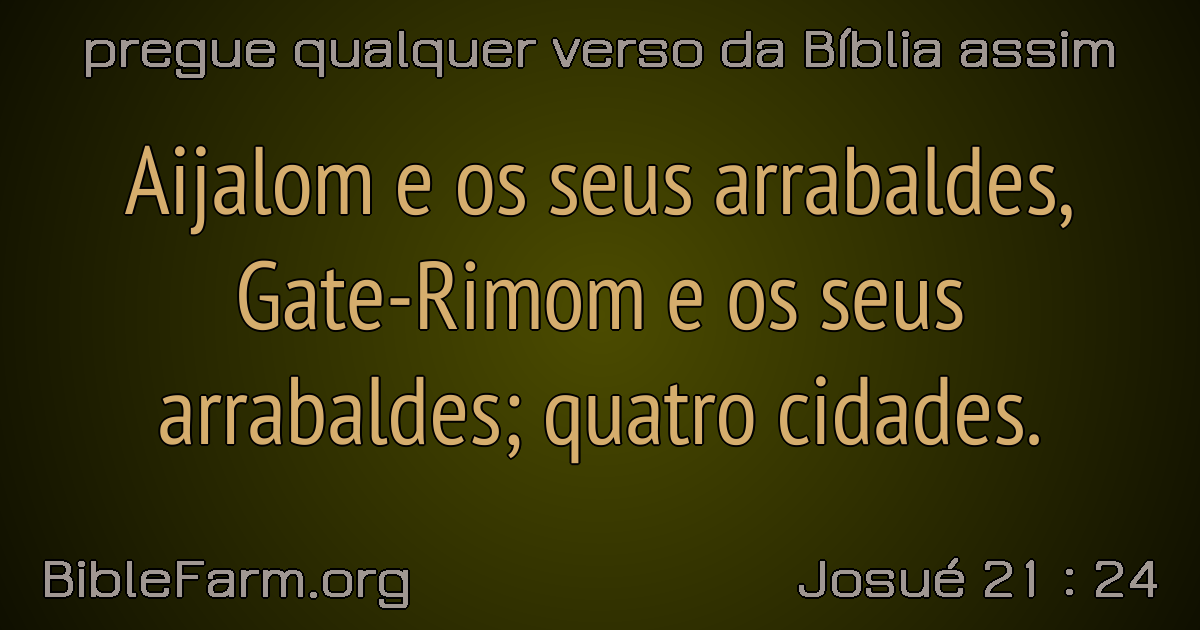 pregue qualquer verso da Bíblia assim
Aijalom e os seus arrabaldes,
Gate-Rimom e os seus
arrabaldes; quatro cidades.
BibleFarm.org
Josué 21 : 24